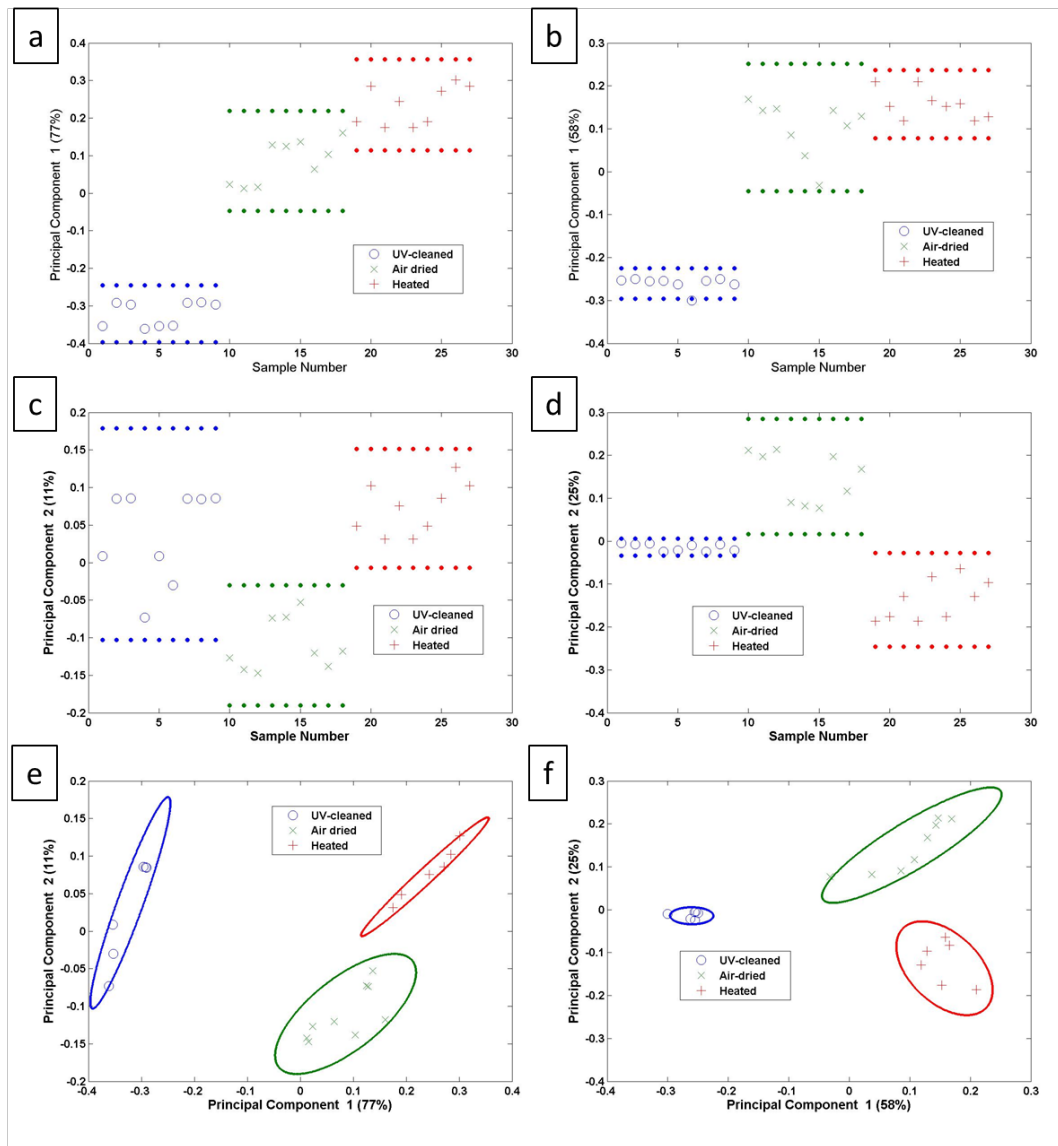 a
0.4
0.3
0.2
0.1
0
-0.1
-0.2
-0.3
-0.4
0 5 10 15 20 25 30
Principal Component 1 (77%)
Sample Number
UV-cleaned
Air dried
Heated
b
0.3
0.2
0.1
0
-0.1
-0.2
-0.3
-0.4
0 5 10 15 20 25 30
Principal Component 1 (58%)
Sample Number
UV-cleaned
Air-dried
Heated
c
0.2
0.15
0.1
0.05
0
-0.05
-0.1
-0.15
-0.2
0 5 10 15 20 25 30
Principal Component 2 (11%)
Sample Number
UV-cleaned
Air dried
Heated
d
0.3
0.2
0.1
0
-0.1
-0.2
-0.3
-0.4
0 5 10 15 20 25 30
Principal Component 2 (25%)
Sample Number
UV-cleaned
Air-dried
Heated
e
0.2
0.15
0.1
0.05
0
-0.05
-0.1
-0.15
-0.2
-0.4 -0.3 -0.2 -0.1 0 0.1 0.2 0.3 0.4
Principal Component 2 (11%)
Principal Component 1 (77%)
UV-cleaned
Air dried
Heated
f
0.3
0.2
0.1
0
-0.1
-0.2
-0.3
-0.4
-0.4 -0.3 -0.2 -0.1 0 0.1 0.2 0.3
Principal Component 2 (25%)
Principal Component 1 (58%)
UV-cleaned
Air-dried
Heated